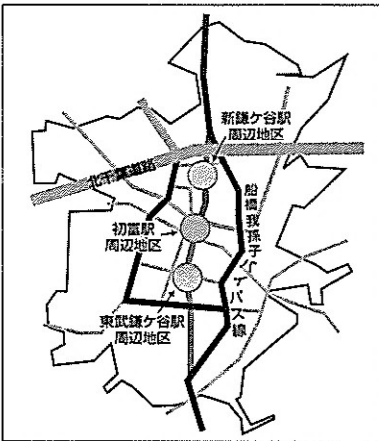 新鎌ケ谷駅
周辺地区
北千葉道路
船橋我孫子バイパス線
初富駅
周辺地区
東武鎌ケ谷駅
周辺地区